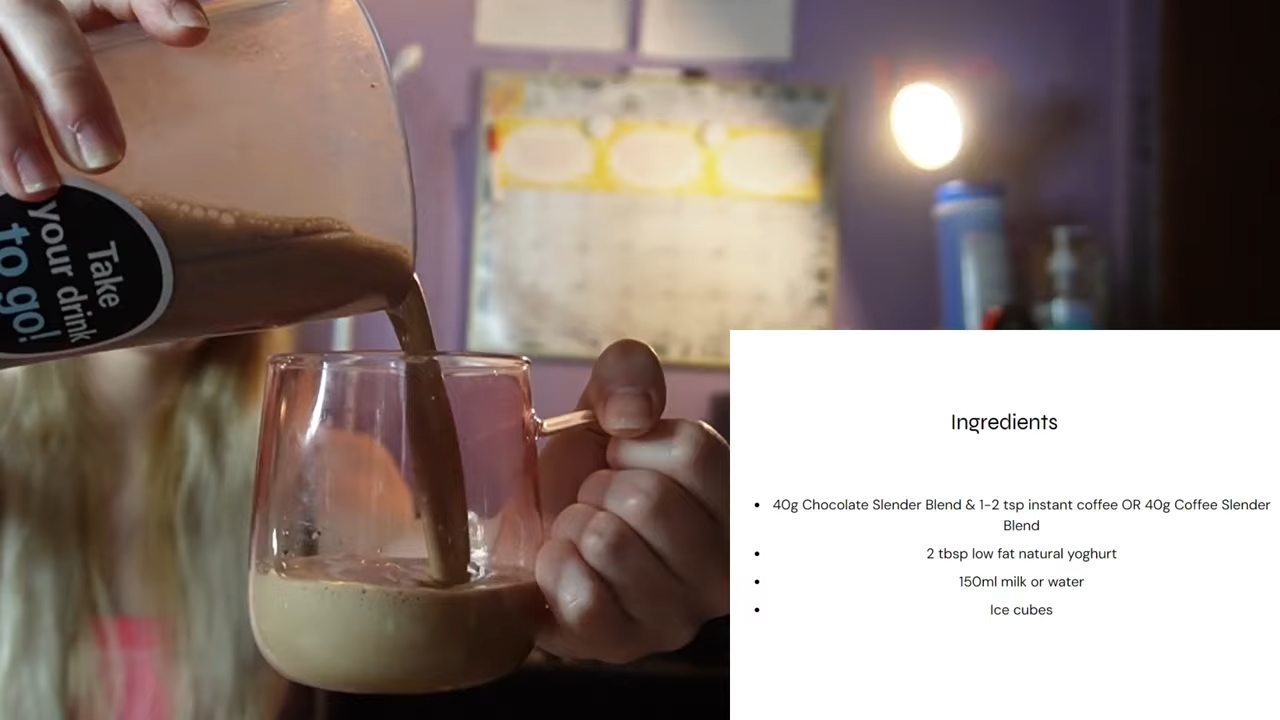 Take
your drink
to go!
Ingredients
• 40g Chocolate Slender Blend & 1-2 tsp instant coffee OR 40g Coffee Slender
Blend
• 2 tbsp low fat natural yoghurt
• 150ml milk or water
• Ice cubes